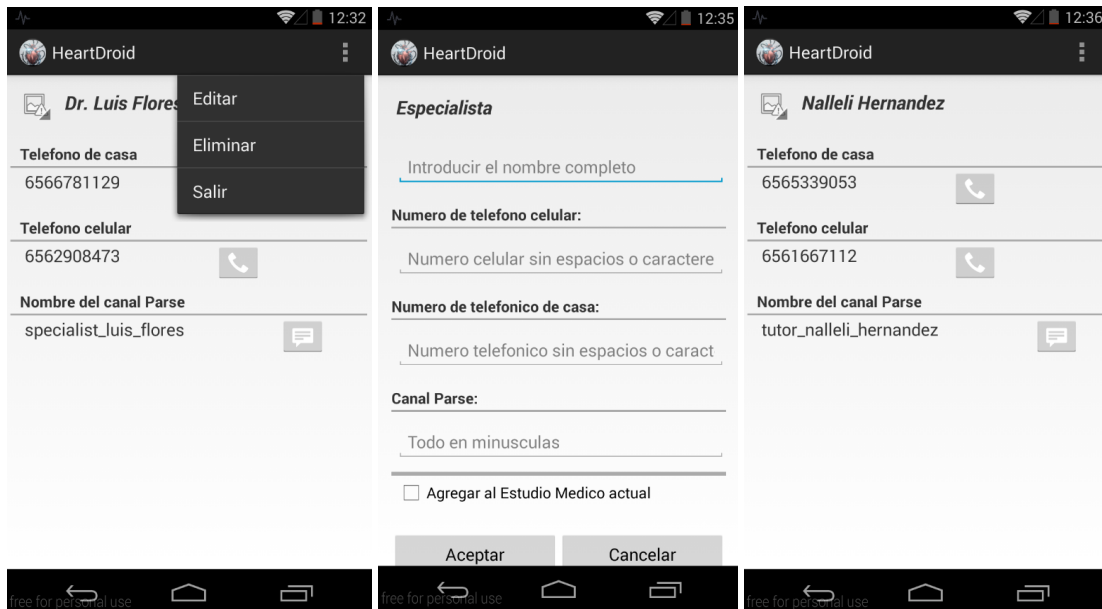 12:32
HeartDroid
Dr. Luis Flores
Editar
Eliminar
Salir
Telefono de casa
6566781129
Telefono celular
6562908473
Nombre del canal Parse
specialist_luis_flores
free for personal use
12:35
HeartDroid
Especialista
Introducir el nombre completo
Numero de telefono celular:
Numero celular sin espacios o caractere
Numero de telefonico de casa:
Numero telefonico sin espacios o caract
Canal Parse:
Todo en minusculas
Agregar al Estudio Medico actual
Aceptar Cancelar
free for personal use
12:36
HeartDroid
Nalleli Hernandez
Telefono de casa
6565339053
Telefono celular
6561667112
Nombre del canal Parse
tutor_nalleli_hernandez
free for personal use